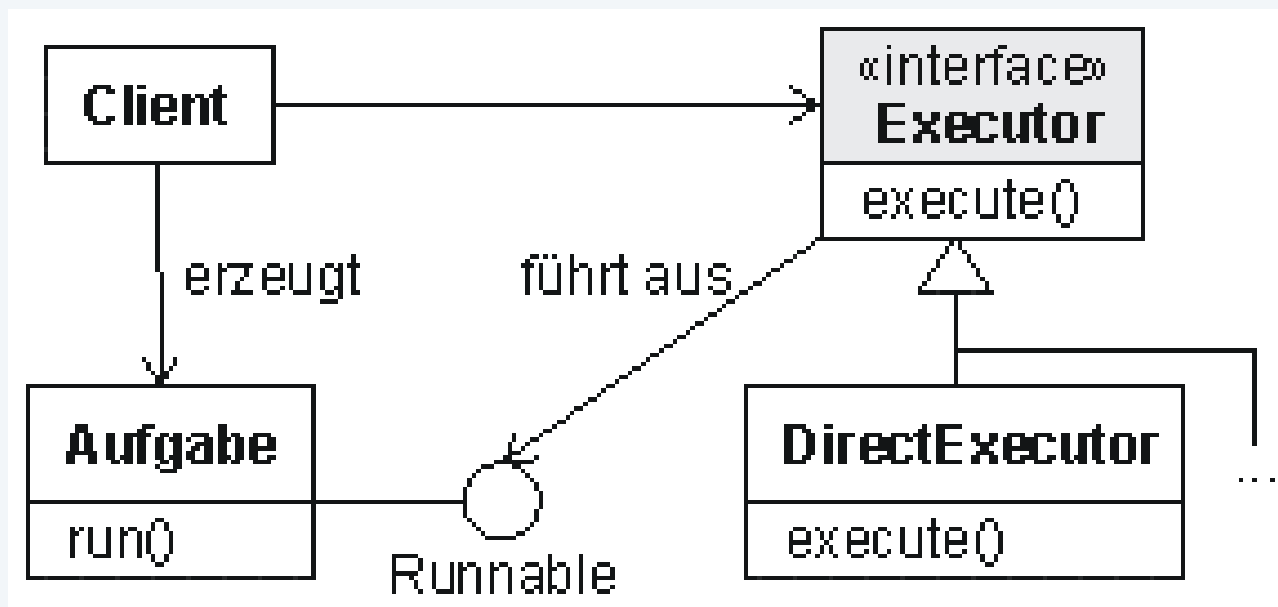 Client
«interface»
Executor
execute()
erzeugt
führt aus
Aufgabe
run()
Runnable
DirectExecutor
execute()
...